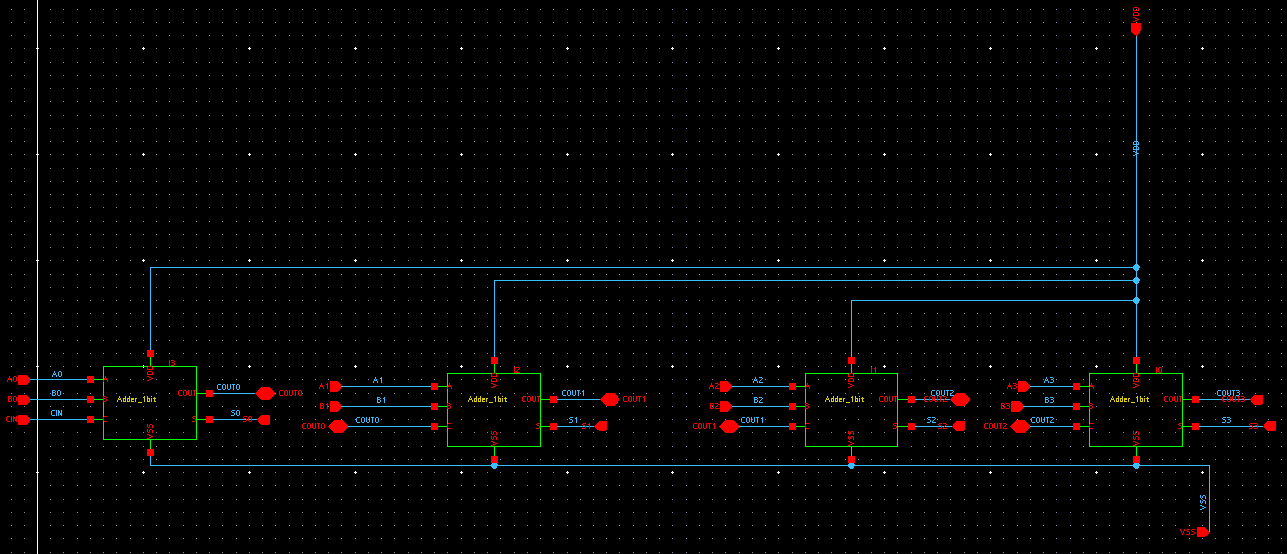 VDD
VDD
I3
I2
I1
I0
VDD
VDD
VDD
VDD
A0 A0 A
B0 B0 B
CIN CIN
Adder_1bit
COUT COUT0 COUT0
S S0 S0
VSS
A1 A1 A
B1 B1 B
COUT0 COUT0
Adder_1bit
COUT COUT1 COUT1
S S1 S1
VSS
A2 A2 A
B2 B2 B
COUT1 COUT1
Adder_1bit
COUT COUT2 COUT2
S S2 S2
VSS
A3 A3 A
B3 B3 B
COUT2 COUT2
Adder_1bit
COUT COUT3 COUT3
S S3 S3
VSS
VSS
VSS